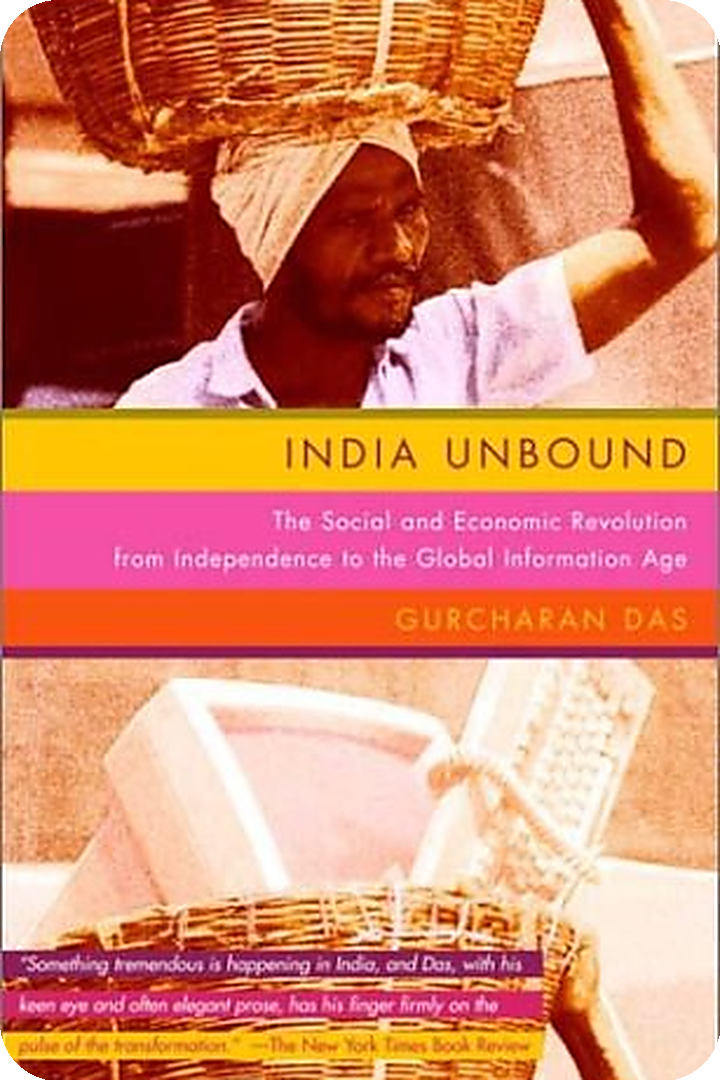 INDIA UNBOUND
The Social and Economic Revolution
from Independence to the Global Information Age
GURCHARAN DAS
"Something tremendous is happening in India, and Das, with his
keen eye and often elegant prose, has his finger firmly on the
pulse of the transformation." —The New York Times Book Review